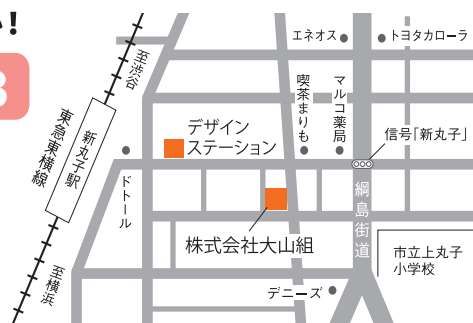 い!
3
エネオス
トヨタカローラ
至渋谷
喫茶まりも
マルコ薬局
デザイン
ステーション
信号「新丸子」
新丸子駅
東急東横線
ドトール
綱島街道
株式会社大山組
市立上丸子
小学校
至横浜
デニーズ